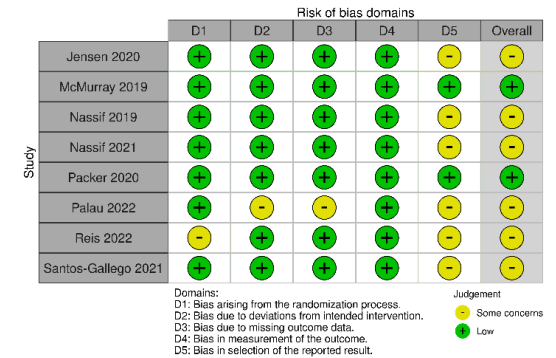 Risk of bias domains
D1 D2 D3 D4 D5 Overall
Jensen 2020 + + + + - -
McMurray 2019 + + + + + +
Nassif 2019 + + + + - -
Nassif 2021 + + + + - -
Packer 2020 + + + + + +
Palau 2022 + - - + - -
Reis 2022 - + + + - -
Santos-Gallego 2021 + + + + - -
Study
Domains:
D1: Bias arising from the randomization process.
D2: Bias due to deviations from intended intervention.
D3: Bias due to missing outcome data.
D4: Bias in measurement of the outcome.
D5: Bias in selection of the reported result.
Judgement
- Some concerns
+ Low